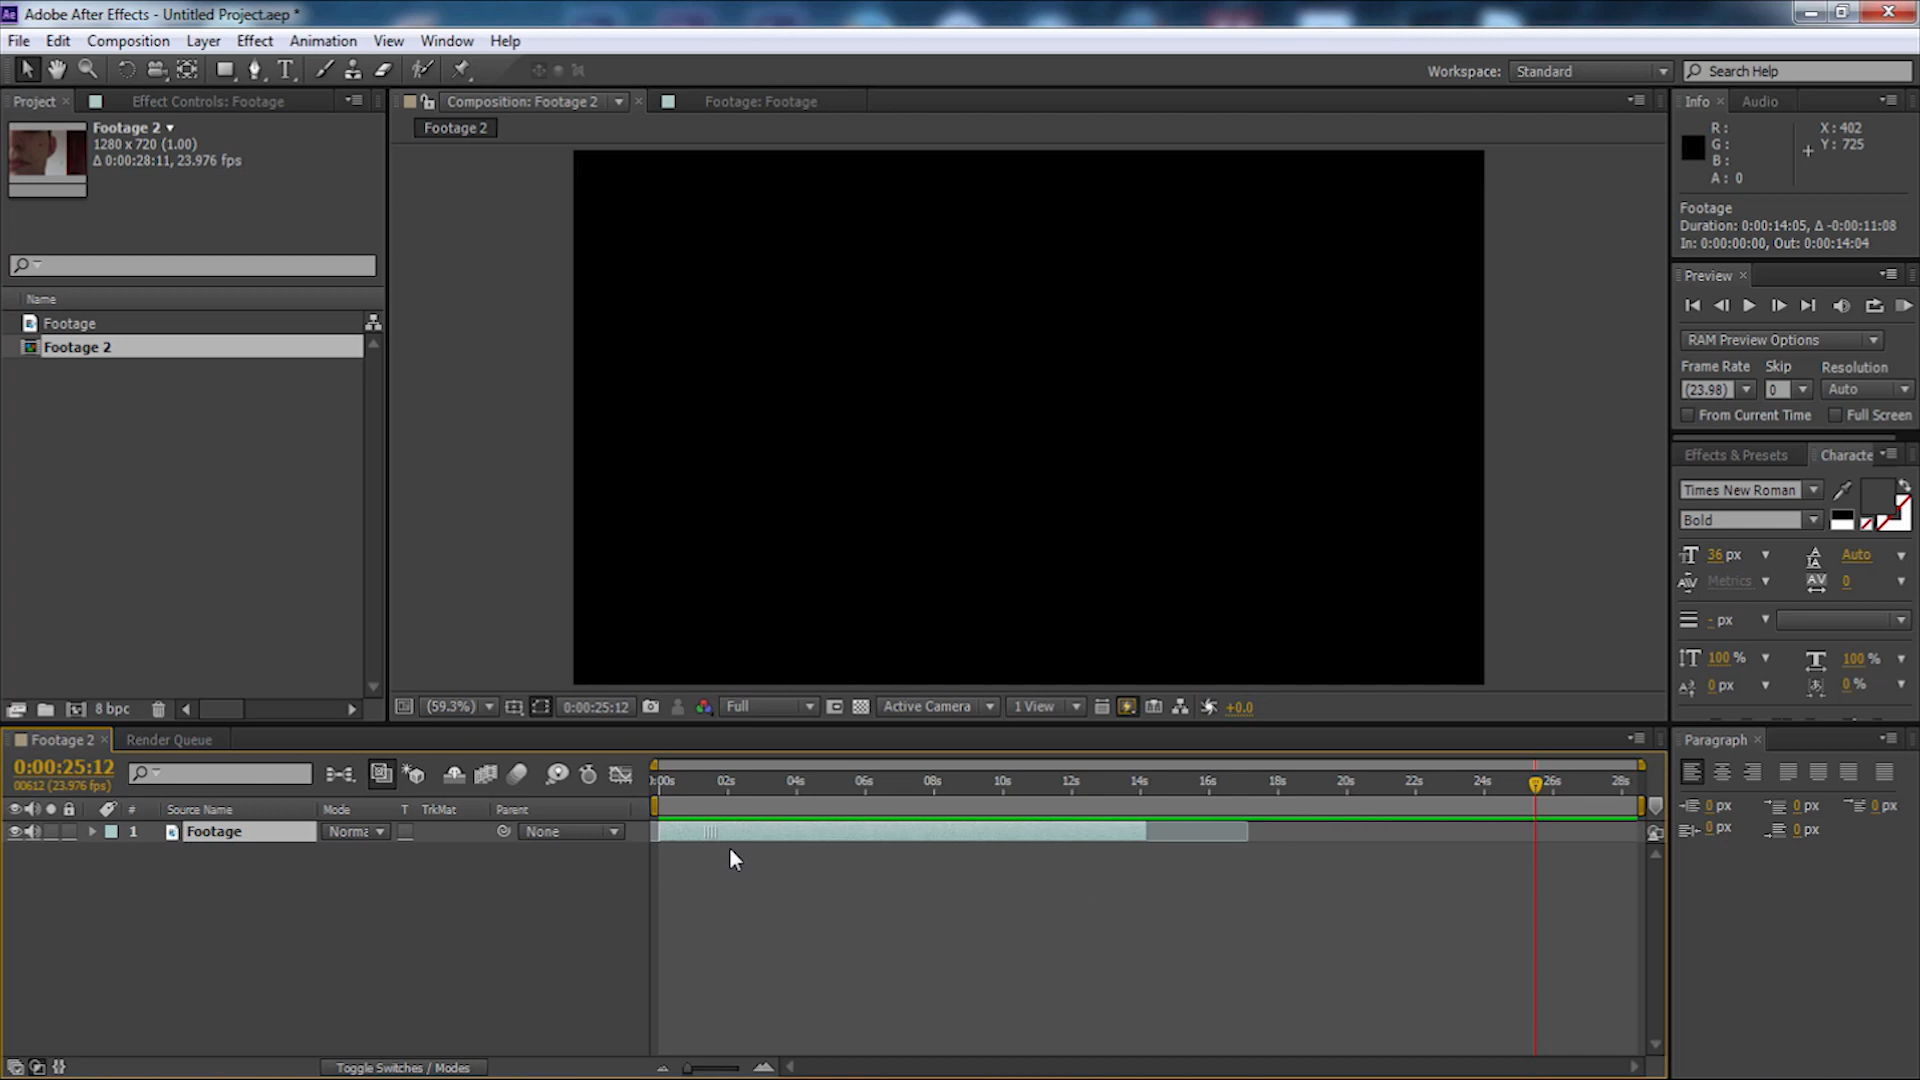 Adobe After Effects - Untitled Project.aep *
File Edit Composition Layer Effect Animation View Window Help
Workspace: Standard Search Help
Project Effect Controls: Footage
Footage 2
1280 x 720 (1.00)
Δ 0:00:28:11, 23.976 fps
Name
Footage
Footage 2
8 bpc
Composition: Footage 2 Footage: Footage
Footage 2
(59.3%) 0:00:25:12 Full Active Camera 1 View +0.0
Info Audio
R: X: 402
G: Y: 725
B:
A: 0
Footage
Duration: 0:00:14:05, Δ -0:00:11:08
In: 0:00:00:00, Out: 0:00:14:04
Preview
RAM Preview Options
Frame Rate Skip Resolution
(23.98) 0 Auto
From Current Time Full Screen
Effects & Presets Characte
Times New Roman
Bold
36 px Auto
Metrics 0
- px
100 % 100 %
0 px 0 %
Footage 2 Render Queue
0:00:25:12
00612 (23.976 fps)
:00s 02s 04s 06s 08s 10s 12s 14s 16s 18s 20s 22s 24s 26s 28s
# Source Name Mode T TrkMat Parent
1 Footage Norma None
Toggle Switches / Modes
Paragraph
0 px 0 px 0 px
0 px 0 px